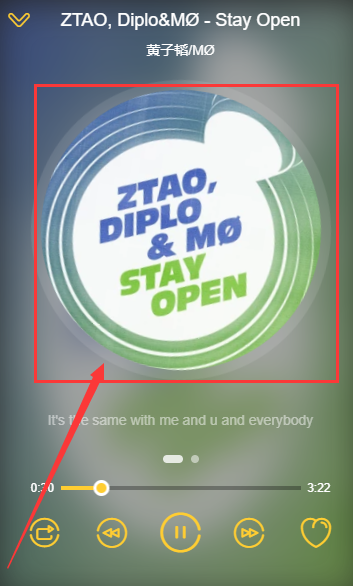 ZTAO, Diplo&MØ - Stay Open
黄子韬/MØ
ZTAO,
DIPLO
& MØ
STAY
OPEN
It's the same with me and u and everybody
0:30
3:22